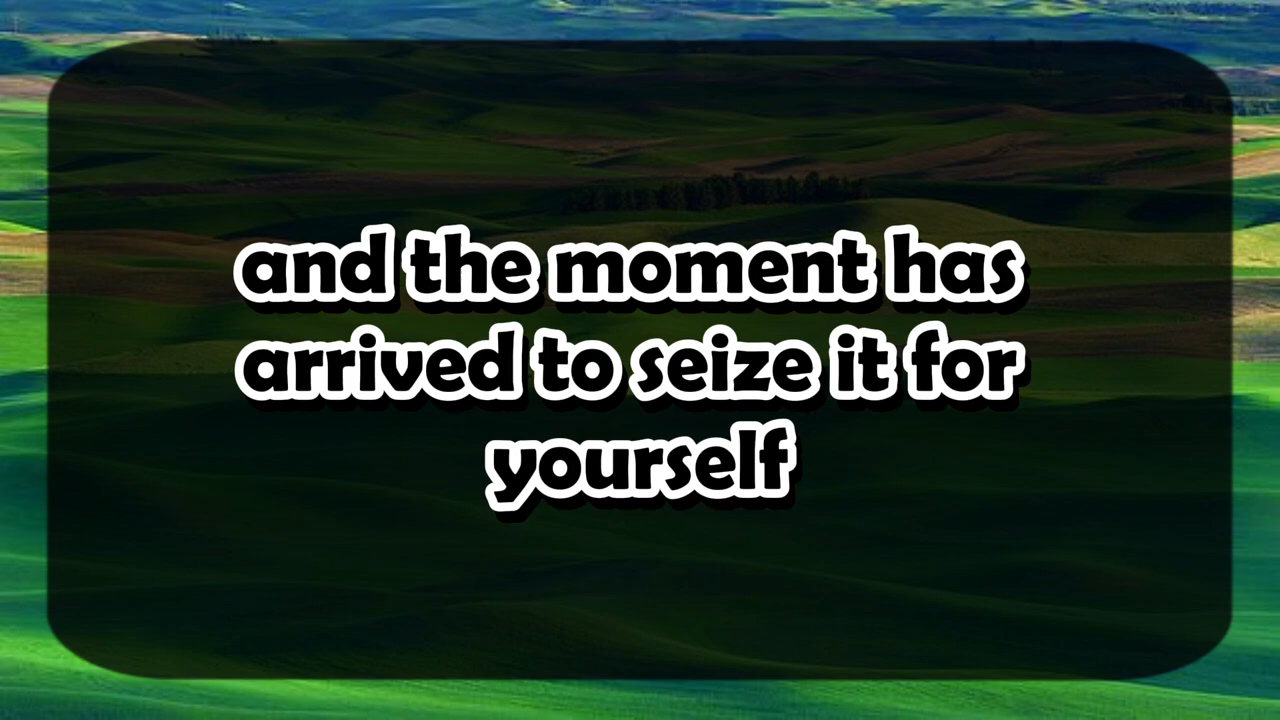 and the moment has
arrived to seize it for
yourself